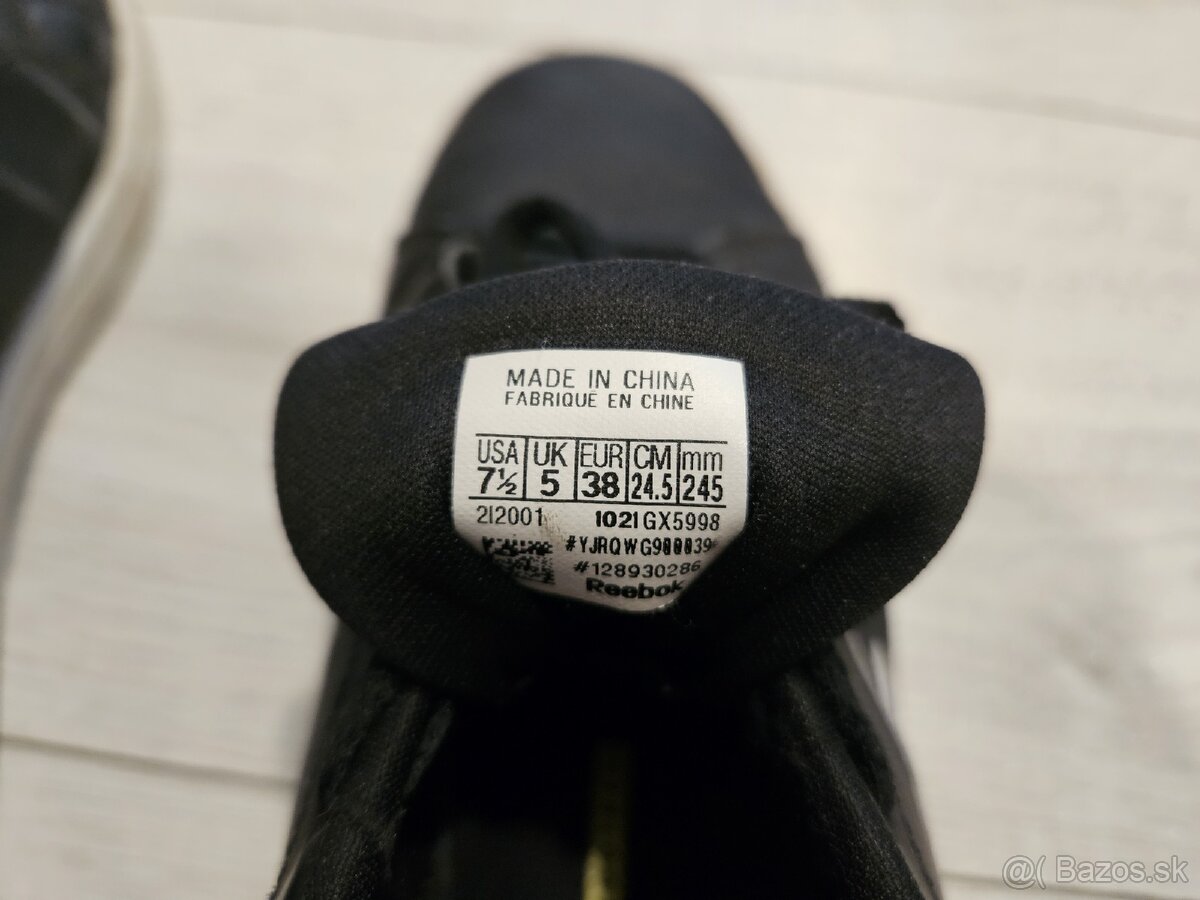 MADE IN CHINA
FABRIQUÉ EN CHINE
USA UK EUR CM mm
7½ 5 38 24.5 245
212001 1021 GX5998
#128930286
Reebok
@( Bazos.sk